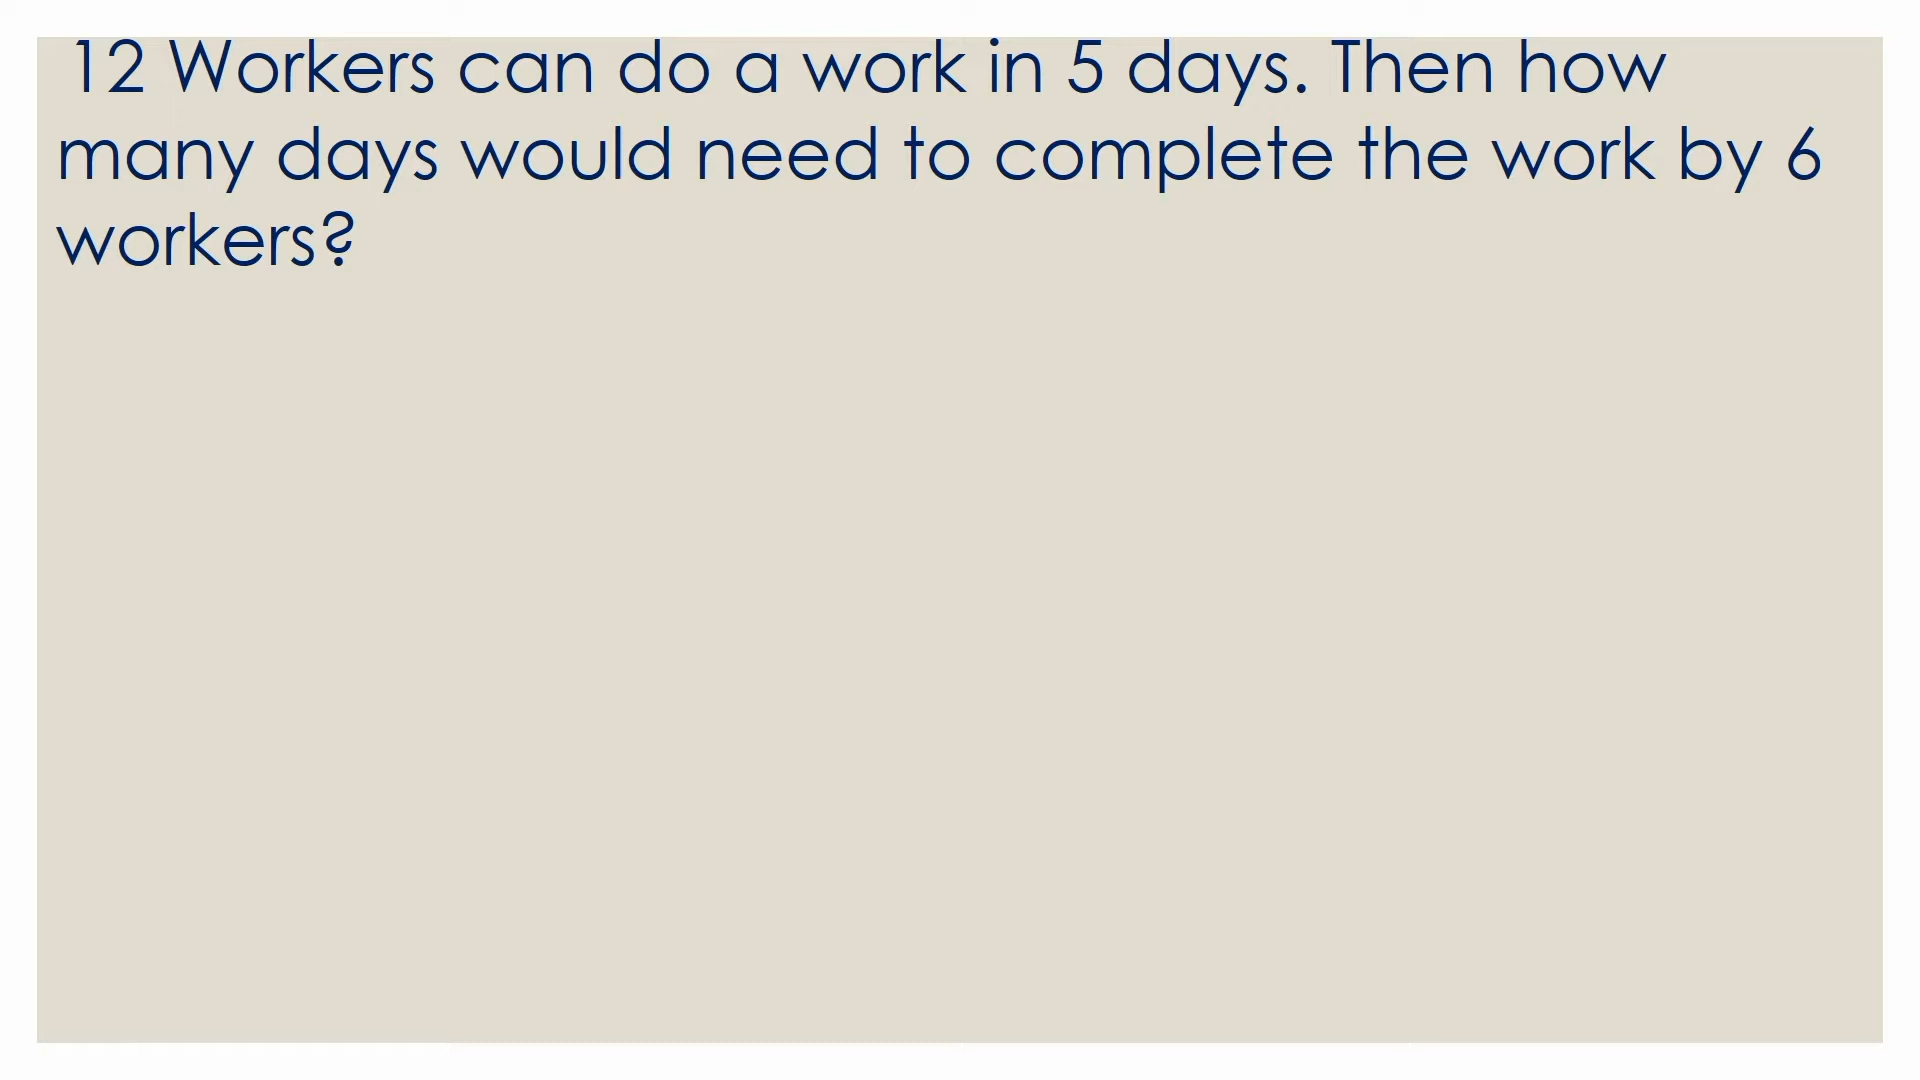 12 Workers can do a work in 5 days. Then how
many days would need to complete the work by 6
workers?